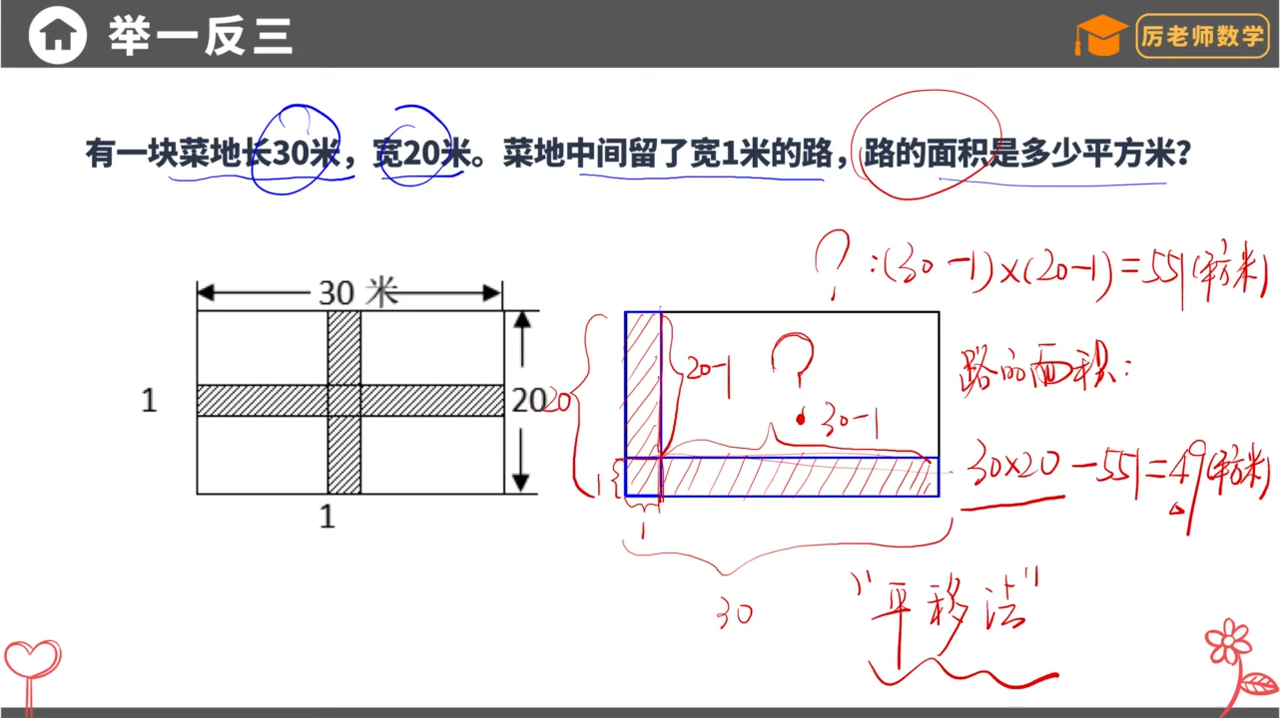 举一反三
厉老师数学
有一块菜地长30米，宽20米。菜地中间留了宽1米的路，路的面积是多少平方米？
?:(30-1)×(20-1)=551(平方米)
30 米
20
1
1
20
20-1
?
30-1
1
1
30
路的面积:
30×20-551=49(平方米)
"平移法"